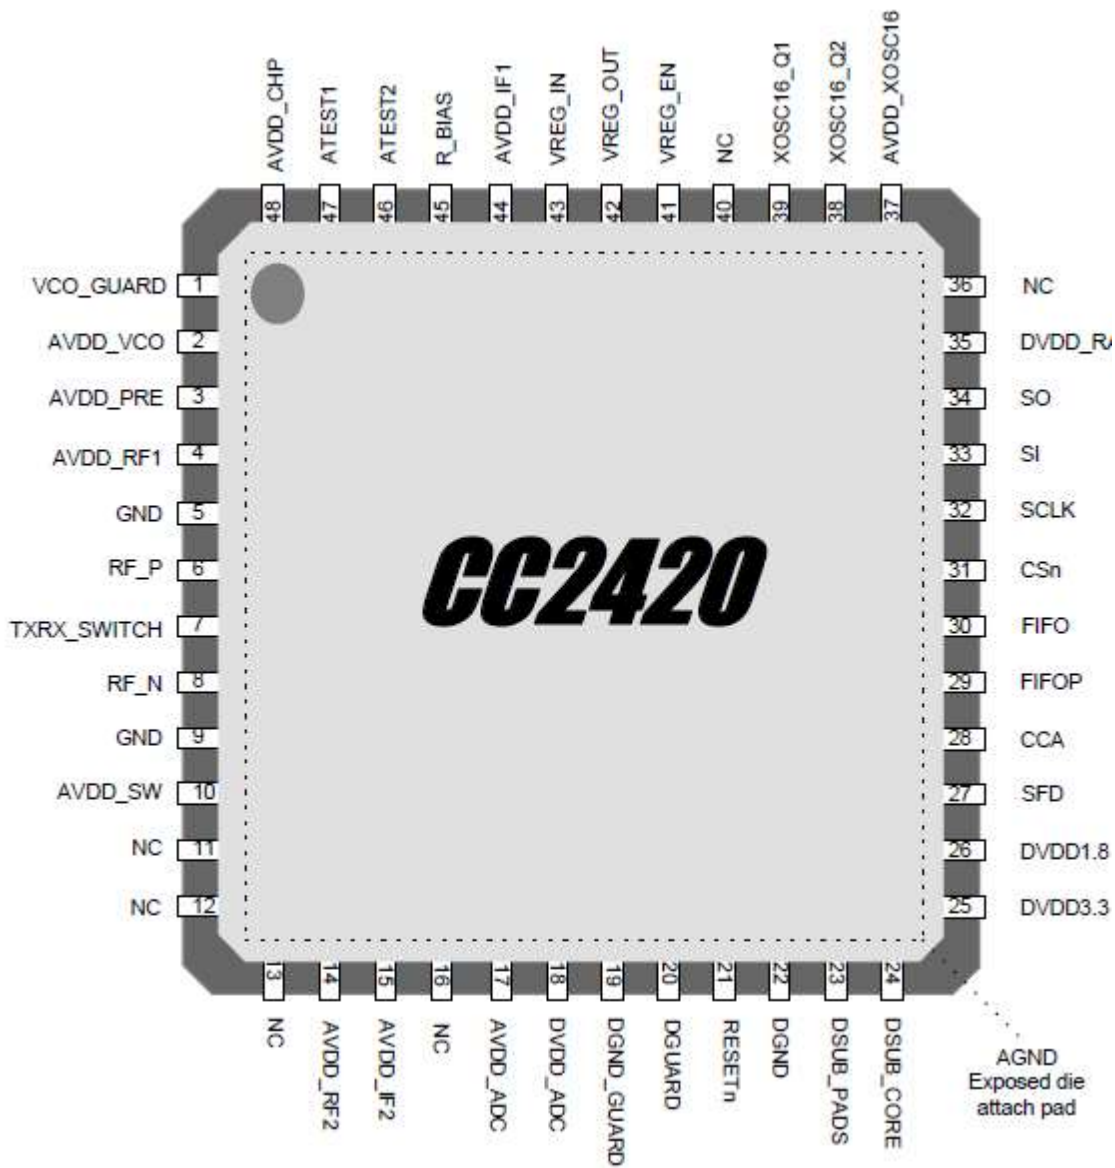 AVDD_CHP
ATEST1
ATEST2
R_BIAS
AVDD_IF1
VREG_IN
VREG_OUT
VREG_EN
NC
XOSC16_Q1
XOSC16_Q2
AVDD_XOSC16
48
47
46
45
44
43
42
41
40
39
38
37
VCO_GUARD 1
AVDD_VCO 2
AVDD_PRE 3
AVDD_RF1 4
GND 5
RF_P 6
TXRX_SWITCH 7
RF_N 8
GND 9
AVDD_SW 10
NC 11
NC 12
CC2420
36 NC
35 DVDD_RA
34 SO
33 SI
32 SCLK
31 CSn
30 FIFO
29 FIFOP
28 CCA
27 SFD
26 DVDD1.8
25 DVDD3.3
13
14
15
16
17
18
19
20
21
22
23
24
NC
AVDD_RF2
AVDD_IF2
NC
AVDD_ADC
DVDD_ADC
DGND_GUARD
DGUARD
RESETn
DGND
DSUB_PADS
DSUB_CORE
AGND
Exposed die
attach pad